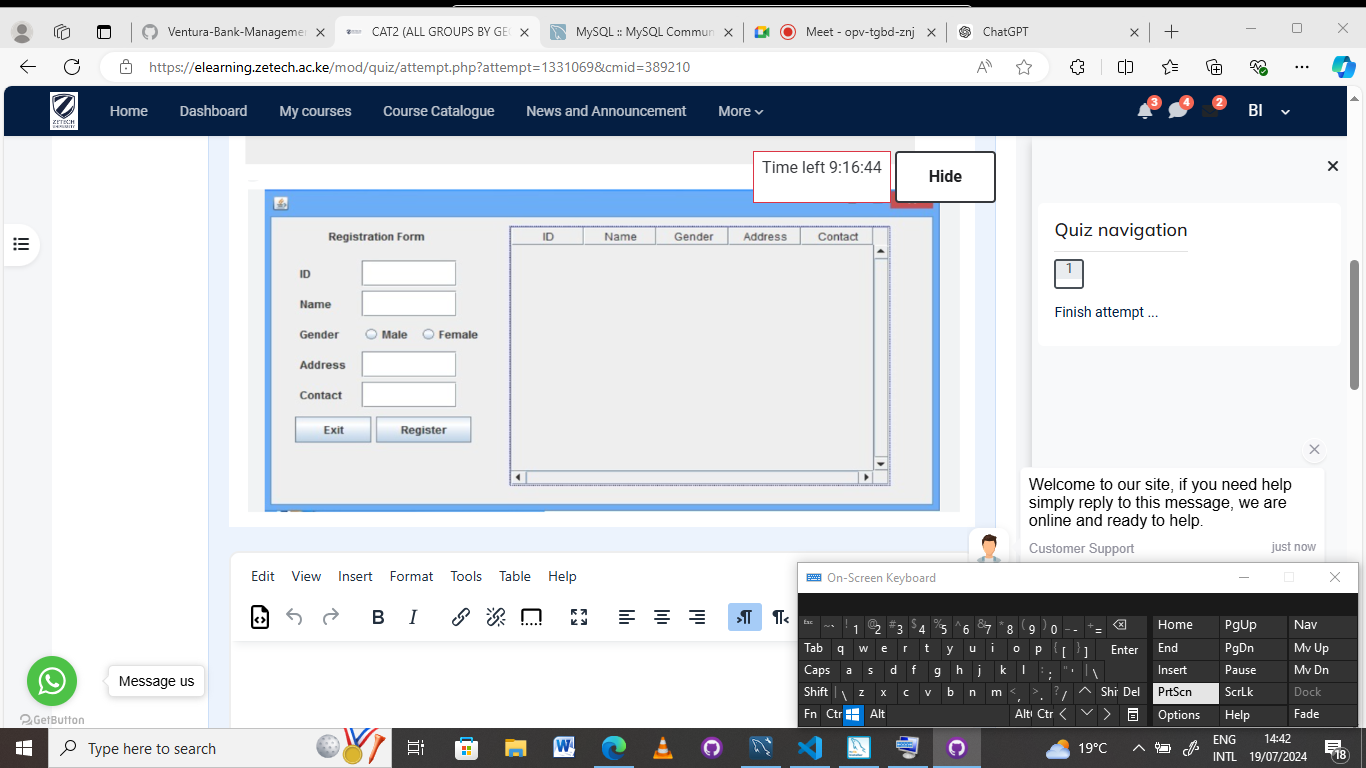 Ventura-Bank-Manageme
CAT2 (ALL GROUPS BY GE
MySQL :: MySQL Commun
Meet - opv-tgbd-znj
ChatGPT
https://elearning.zetech.ac.ke/mod/quiz/attempt.php?attempt=1331069&cmid=389210
ZETECH
Home
Dashboard
My courses
Course Catalogue
News and Announcement
More
3
4
2
BI
Time left 9:16:44
Hide
Registration Form
ID Name Gender Address Contact
ID
Name
Gender Male Female
Address
Contact
Exit Register
Quiz navigation
1
Finish attempt ...
Welcome to our site, if you need help
simply reply to this message, we are
online and ready to help.
Customer Support just now
Edit View Insert Format Tools Table Help
B I
Message us
GetButton
On-Screen Keyboard
Esc ~ ` ! 1 @ 2 # 3 $ 4 % 5 ^ 6 & 7 * 8 ( 9 ) 0 _ - + = Home PgUp Nav
Tab q w e r t y u i o p { [ } ] Enter End PgDn Mv Up
Caps a s d f g h j k l : ; " ' | \ Insert Pause Mv Dn
Shift | \ z x c v b n m < , > . ? / Shi Del PrtScn ScrLk Dock
Fn Ctr Alt Alt Ctr Options Help Fade
Type here to search
19°C
ENG
INTL
14:42
19/07/2024
18